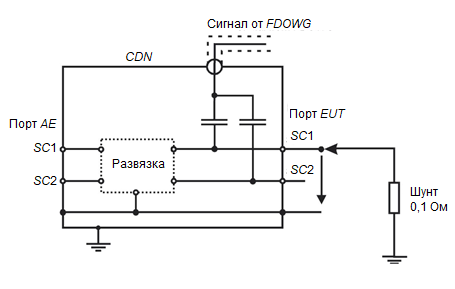 Сигнал от FDOWG
CDN
Порт AE
Порт EUT
SC1
SC1
Развязка
SC2
SC2
Шунт
0,1 Ом